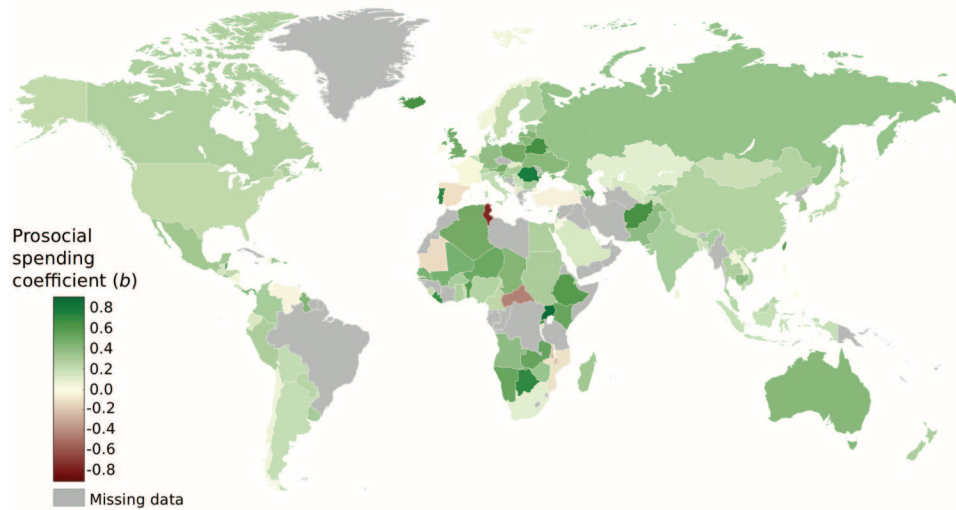 Prosocial
spending
coefficient (b)
0.8
0.6
0.4
0.2
0.0
-0.2
-0.4
-0.6
-0.8
Missing data